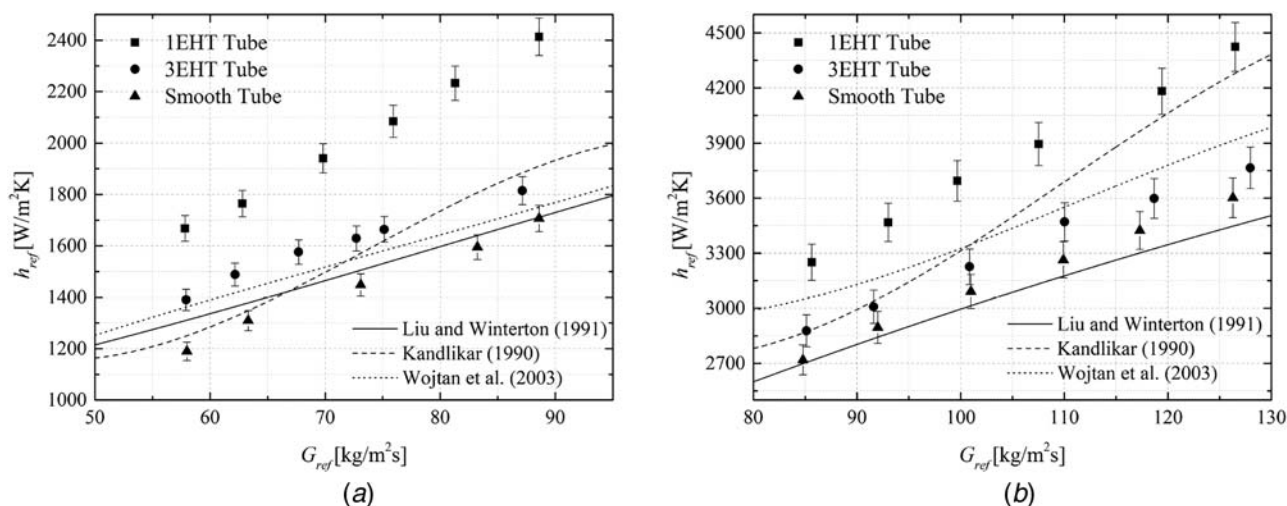 2400
2200
2000
1800
1600
1400
1200
1000
h_ref [W/m²K]
1EHT Tube
3EHT Tube
Smooth Tube
Liu and Winterton (1991)
Kandlikar (1990)
Wojtan et al. (2003)
50 60 70 80 90
G_ref [kg/m²s]
(a)
4500
4200
3900
3600
3300
3000
2700
h_ref [W/m²K]
1EHT Tube
3EHT Tube
Smooth Tube
Liu and Winterton (1991)
Kandlikar (1990)
Wojtan et al. (2003)
80 90 100 110 120 130
G_ref [kg/m²s]
(b)